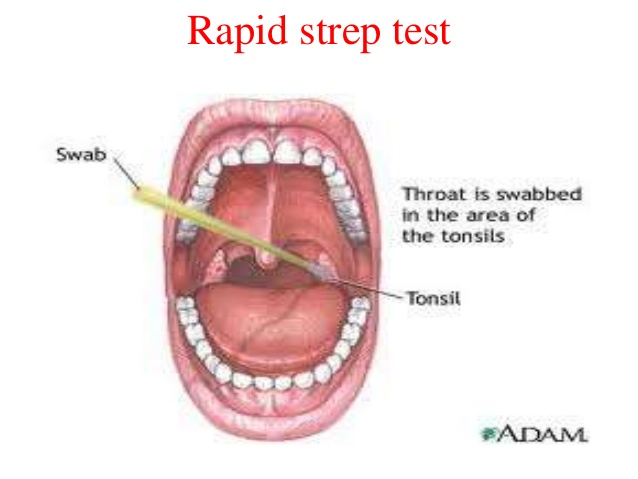 Rapid strep test
Swab
Throat is swabbed
in the area of
the tonsils
Tonsil
ADAM.